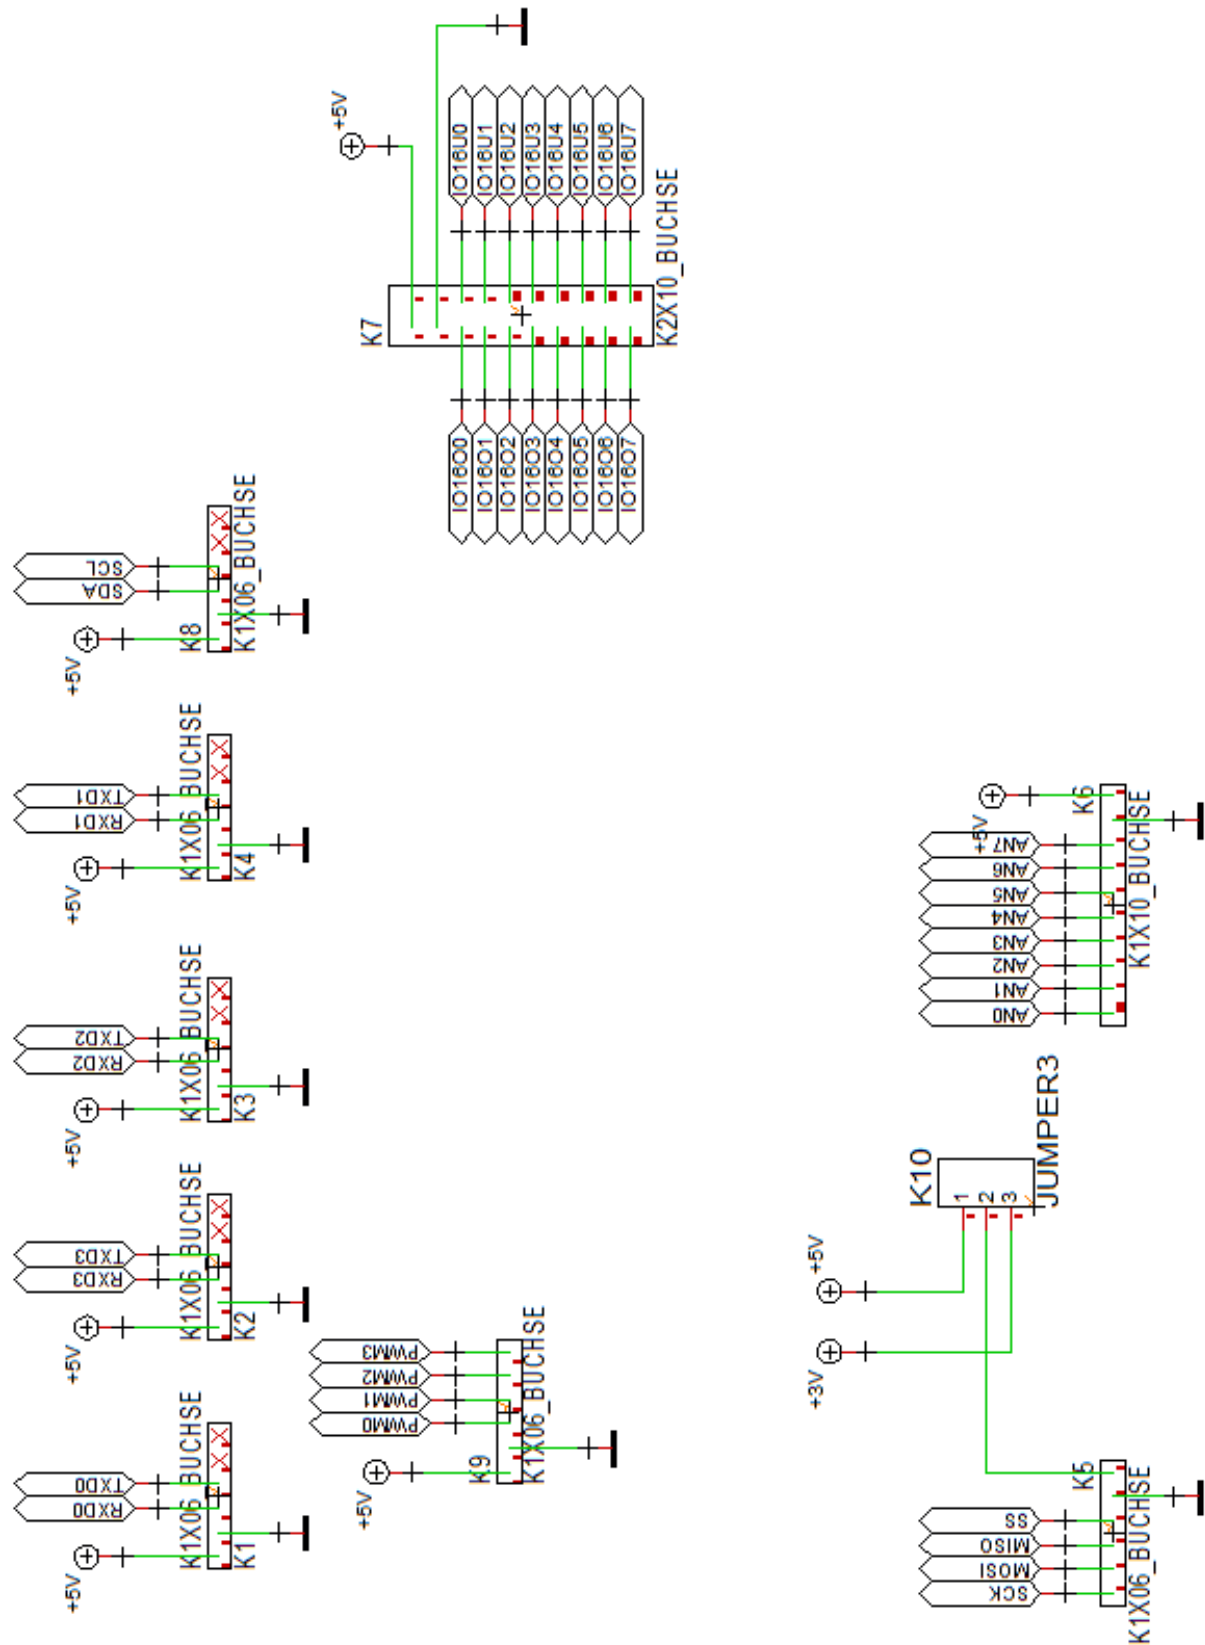 +5V
IO16U0
IO16U1
IO16U2
IO16U3
IO16U4
IO16U5
IO16U6
IO16U7
K7
K2X10_BUCHSE
IO16O0
IO16O1
IO16O2
IO16O3
IO16O4
IO16O5
IO16O6
IO16O7
SCL
SDA
+5V
K8
K1X06_BUCHSE
TXD1
RXD1
+5V
K4
K1X06_BUCHSE
TXD2
RXD2
+5V
K3
K1X06_BUCHSE
TXD3
RXD3
+5V
K2
K1X06_BUCHSE
TXD0
RXD0
+5V
K1
K1X06_BUCHSE
PWM3
PWM2
PWM1
PWM0
+5V
K9
K1X06_BUCHSE
+5V
K6
AN7
AN6
AN5
AN4
AN3
AN2
AN1
AN0
K1X10_BUCHSE
K10
1
2
3
JUMPER3
+5V
+3V
K5
SS
MISO
MOSI
SCK
K1X06_BUCHSE